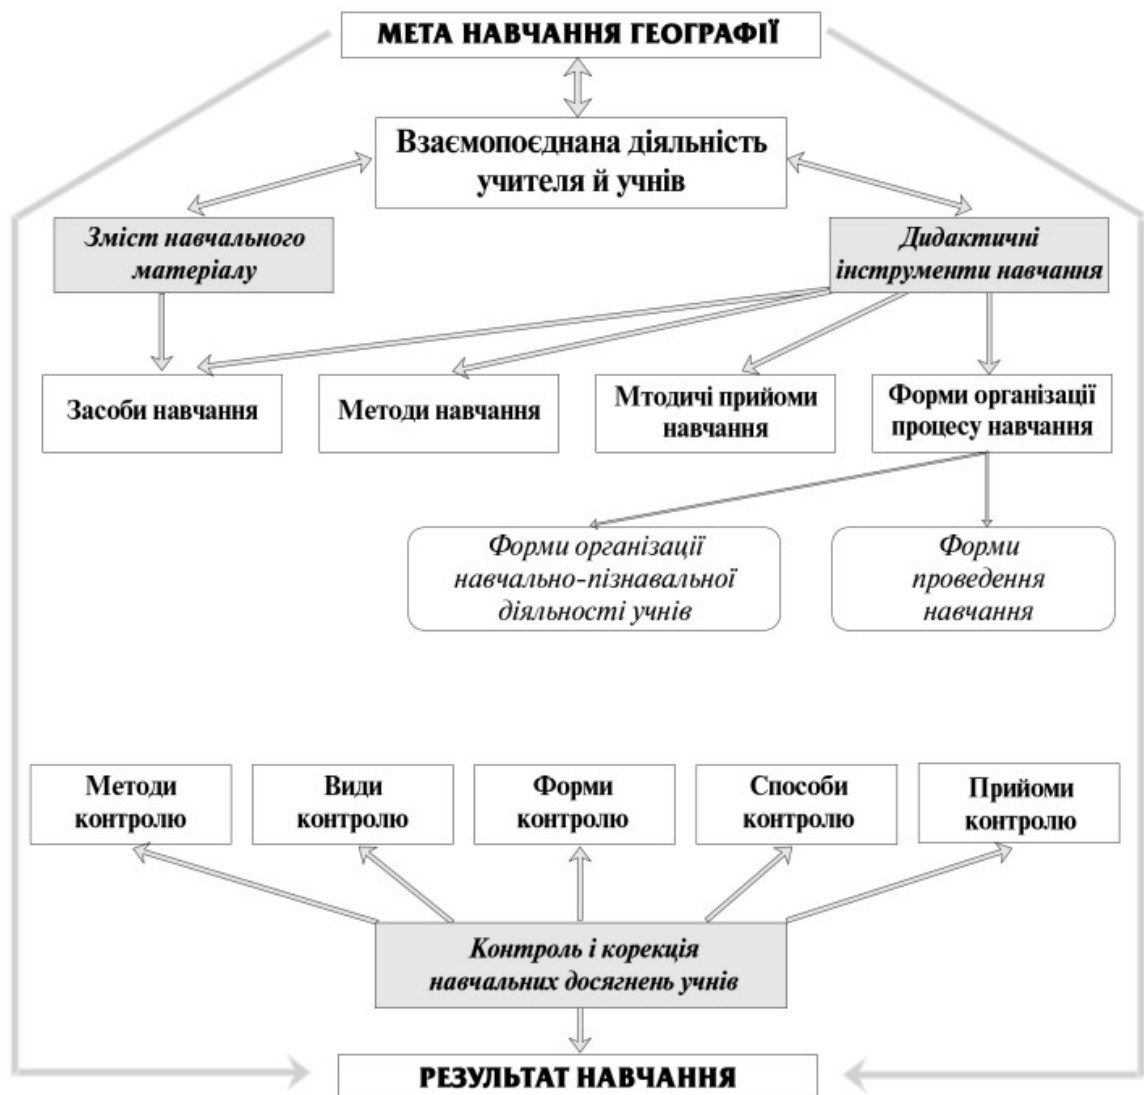 МЕТА НАВЧАННЯ ГЕОГРАФІЇ
Взаємопоєднана діяльність
учителя й учнів
Зміст навчального
матеріалу
Дидактичні
інструменти навчання
Засоби навчання
Методи навчання
Мтодичі прийоми
навчання
Форми організації
процесу навчання
Форми організації
навчально-пізнавальної
діяльності учнів
Форми
проведення
навчання
Методи
контролю
Види
контролю
Форми
контролю
Способи
контролю
Прийоми
контролю
Контроль і корекція
навчальних досягнень учнів
РЕЗУЛЬТАТ НАВЧАННЯ